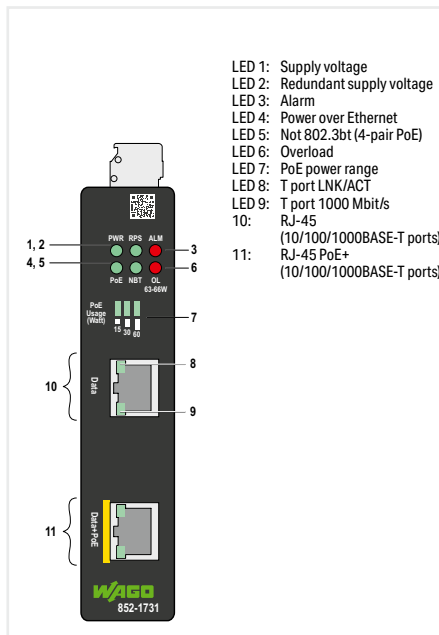 LED 1: Supply voltage
LED 2: Redundant supply voltage
LED 3: Alarm
LED 4: Power over Ethernet
LED 5: Not 802.3bt (4-pair PoE)
LED 6: Overload
LED 7: PoE power range
LED 8: T port LNK/ACT
LED 9: T port 1000 Mbit/s
10: RJ-45
(10/100/1000BASE-T ports)
11: RJ-45 PoE+
(10/100/1000BASE-T ports)
PWR RPS ALM
1, 2
3
4, 5
6
PoE NBT OL
63-66W
PoE
Usage
(Watt)
15 30 60
7
8
10
Data
9
11
Data+PoE
WAGO
852-1731